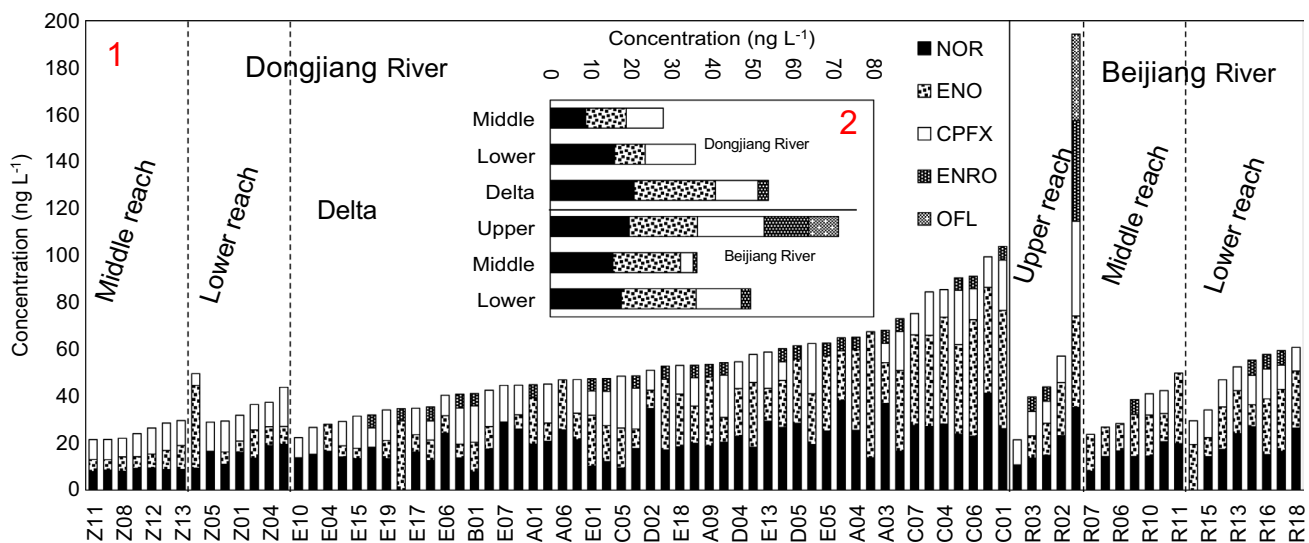 200
180
160
140
120
100
80
60
40
20
0
Concentration (ng L-1)
1
Dongjiang River
Beijiang River
Middle reach
Lower reach
Delta
Upper reach
Middle reach
Lower reach
Concentration (ng L-1)
0 10 20 30 40 50 60 70 80
2
Middle
Lower
Delta
Upper
Middle
Lower
Dongjiang River
Beijiang River
NOR
ENO
CPFX
ENRO
OFL
Z11 Z08 Z12 Z13 Z05 Z01 Z04 E10 E04 E15 E19 E17 E06 B01 E07 A01 A06 E01 C05 D02 E18 A09 D04 E13 D05 E05 A04 A03 C07 C04 C06 C01 R03 R02 R07 R06 R10 R11 R15 R13 R16 R18